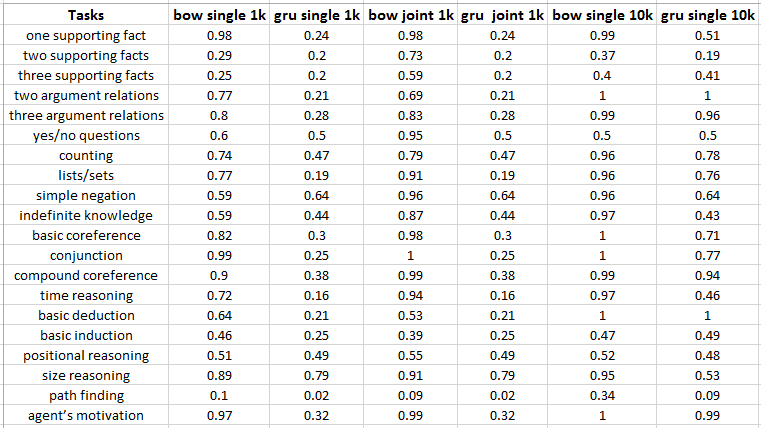 Tasks bow single 1k gru single 1k bow joint 1k gru joint 1k bow single 10k gru single 10k
one supporting fact 0.98 0.24 0.98 0.24 0.99 0.51
two supporting facts 0.29 0.2 0.73 0.2 0.37 0.19
three supporting facts 0.25 0.2 0.59 0.2 0.4 0.41
two argument relations 0.77 0.21 0.69 0.21 1 1
three argument relations 0.8 0.28 0.83 0.28 0.99 0.96
yes/no questions 0.6 0.5 0.95 0.5 0.5 0.5
counting 0.74 0.47 0.79 0.47 0.96 0.78
lists/sets 0.77 0.19 0.91 0.19 0.96 0.76
simple negation 0.59 0.64 0.96 0.64 0.96 0.64
indefinite knowledge 0.59 0.44 0.87 0.44 0.97 0.43
basic coreference 0.82 0.3 0.98 0.3 1 0.71
conjunction 0.99 0.25 1 0.25 1 0.77
compound coreference 0.9 0.38 0.99 0.38 0.99 0.94
time reasoning 0.72 0.16 0.94 0.16 0.97 0.46
basic deduction 0.64 0.21 0.53 0.21 1 1
basic induction 0.46 0.25 0.39 0.25 0.47 0.49
positional reasoning 0.51 0.49 0.55 0.49 0.52 0.48
size reasoning 0.89 0.79 0.91 0.79 0.95 0.53
path finding 0.1 0.02 0.09 0.02 0.34 0.09
agent's motivation 0.97 0.32 0.99 0.32 1 0.99